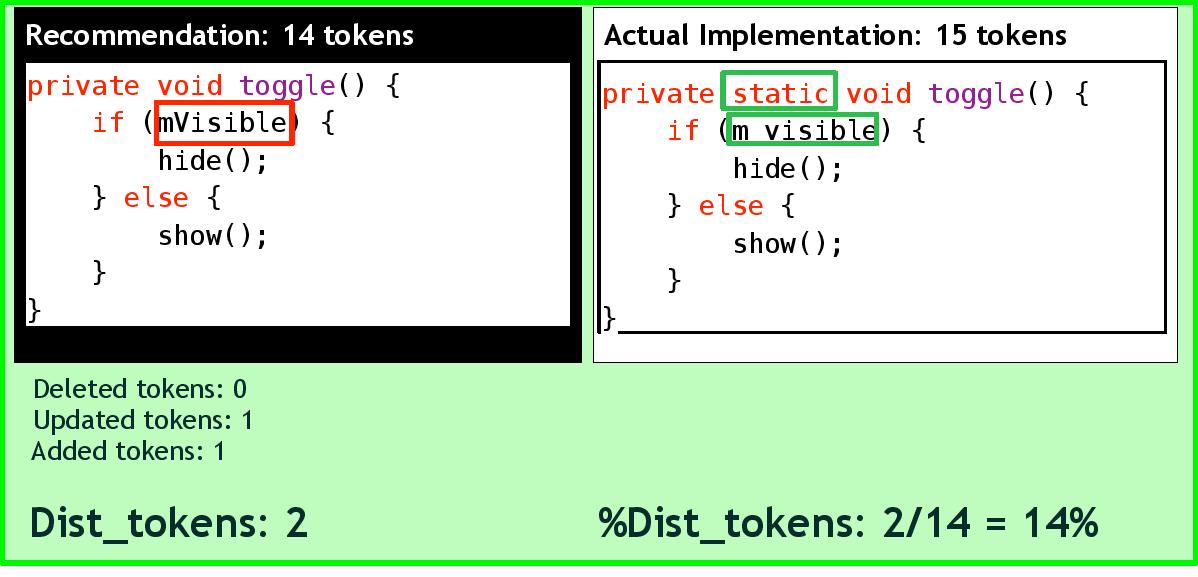 Recommendation: 14 tokens
private void toggle() {
    if (mVisible) {
        hide();
    } else {
        show();
    }
}
Actual Implementation: 15 tokens
private static void toggle() {
    if (m visible) {
        hide();
    } else {
        show();
    }
}
Deleted tokens: 0
Updated tokens: 1
Added tokens: 1
Dist_tokens: 2
%Dist_tokens: 2/14 = 14%